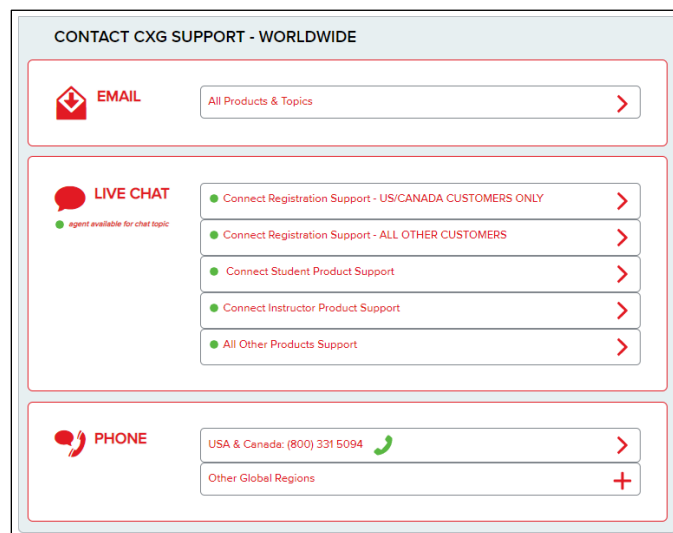 CONTACT CXG SUPPORT - WORLDWIDE
EMAIL
All Products & Topics
LIVE CHAT
agent available for chat topic
Connect Registration Support - US/CANADA CUSTOMERS ONLY
Connect Registration Support - ALL OTHER CUSTOMERS
Connect Student Product Support
Connect Instructor Product Support
All Other Products Support
PHONE
USA & Canada: (800) 331 5094
Other Global Regions